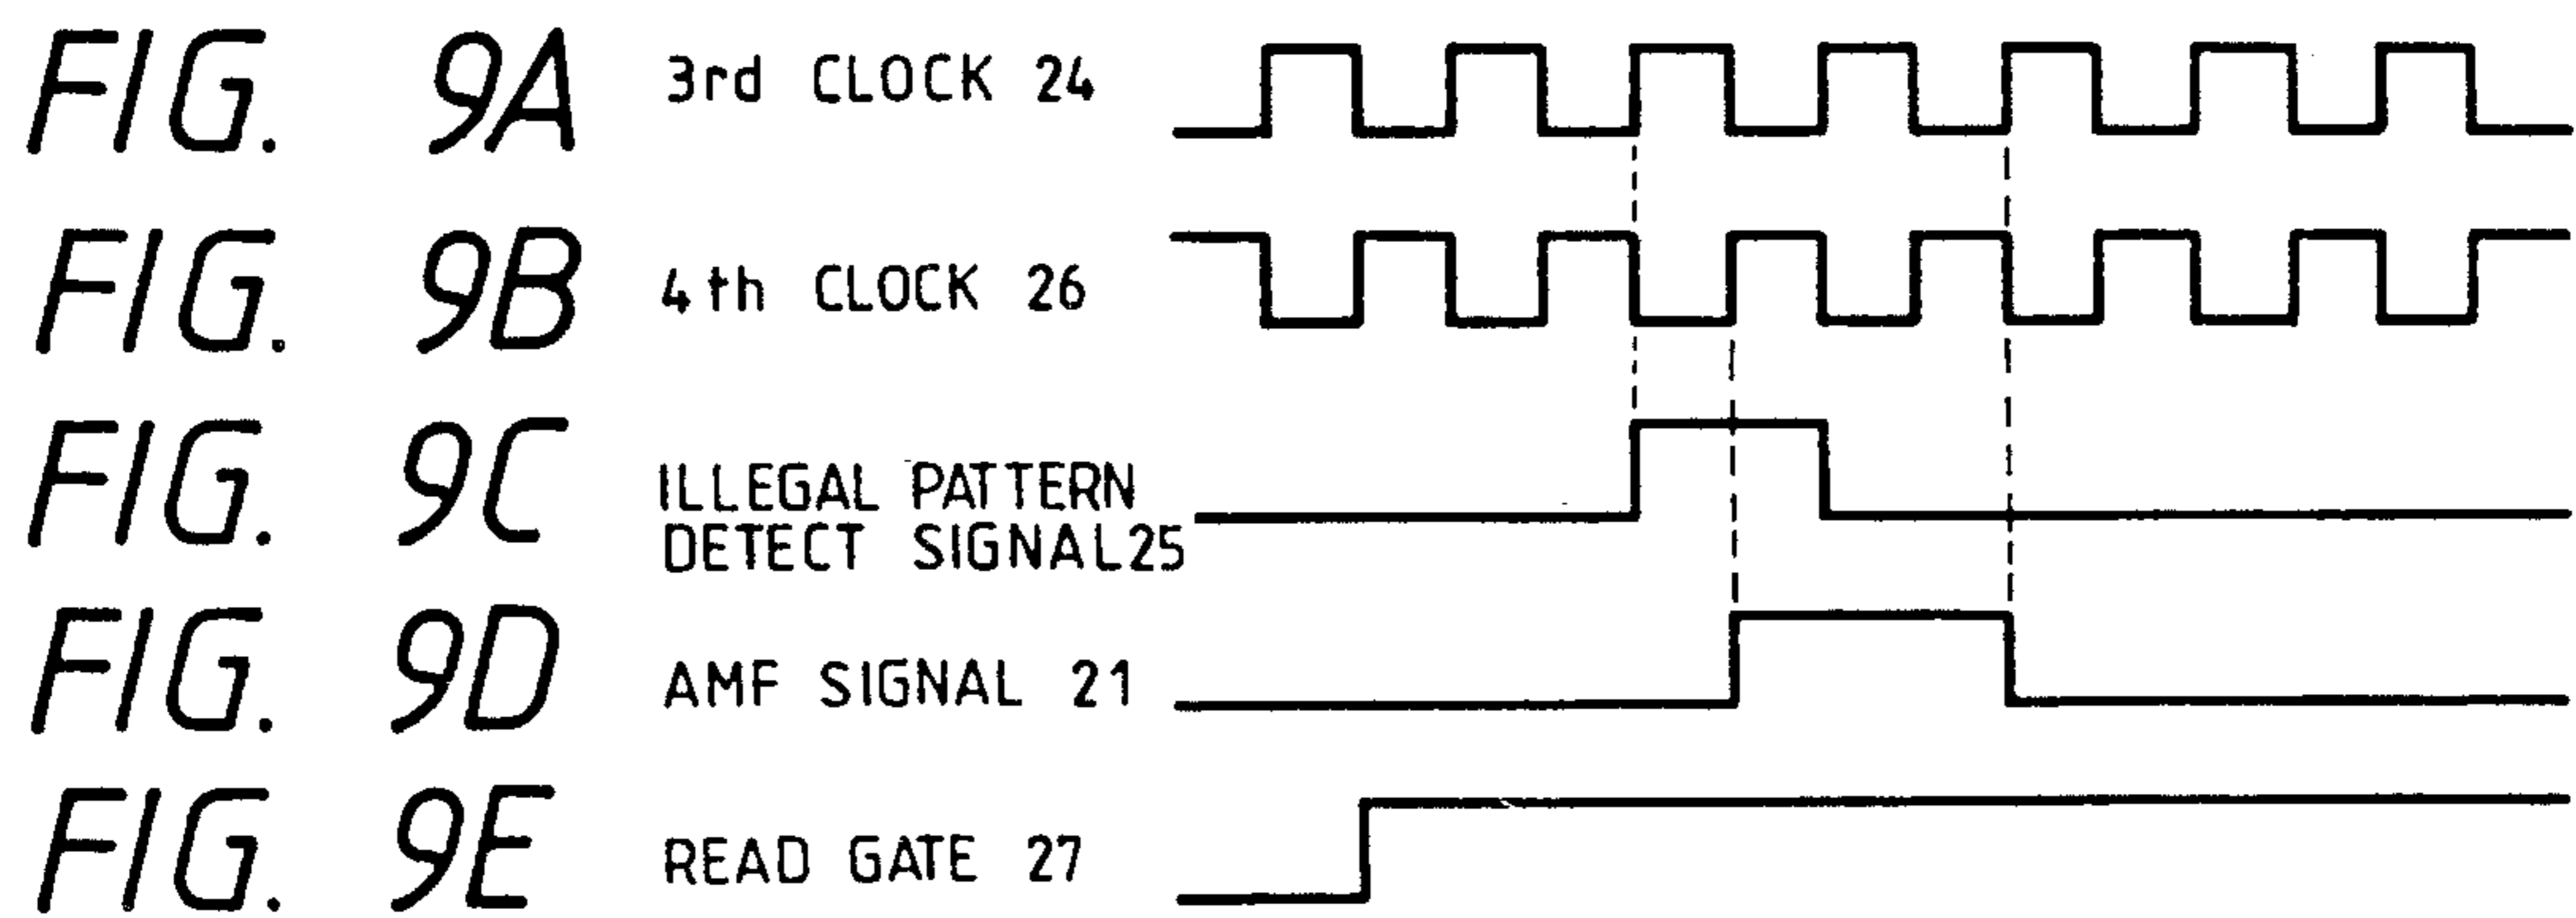 FIG. 9A 3rd CLOCK 24
FIG. 9B 4th CLOCK 26
FIG. 9C ILLEGAL PATTERN
DETECT SIGNAL25
FIG. 9D AMF SIGNAL 21
FIG. 9E READ GATE 27